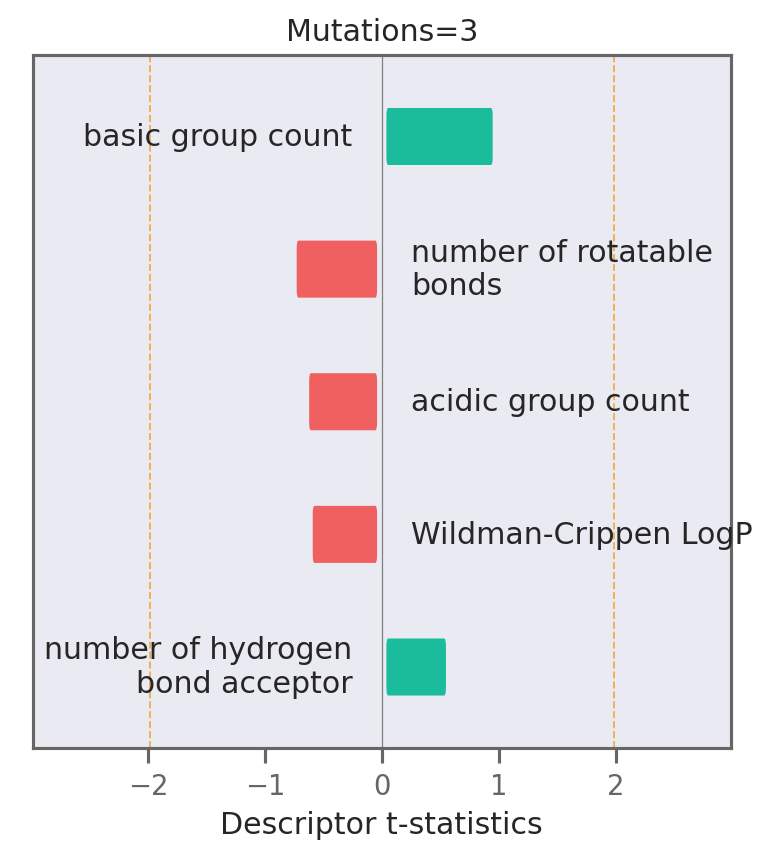 Mutations=3
basic group count
number of rotatable
bonds
acidic group count
Wildman-Crippen LogP
number of hydrogen
bond acceptor
−2 −1 0 1 2
Descriptor t-statistics